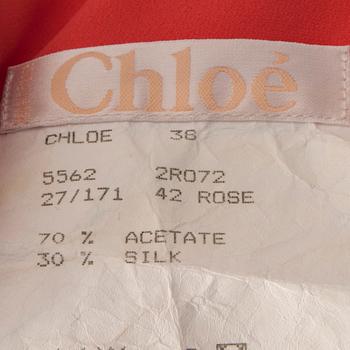 Chloé
CHLOE 38
5562 2R072
27/171 42 ROSE
70 % ACETATE
30 % SILK